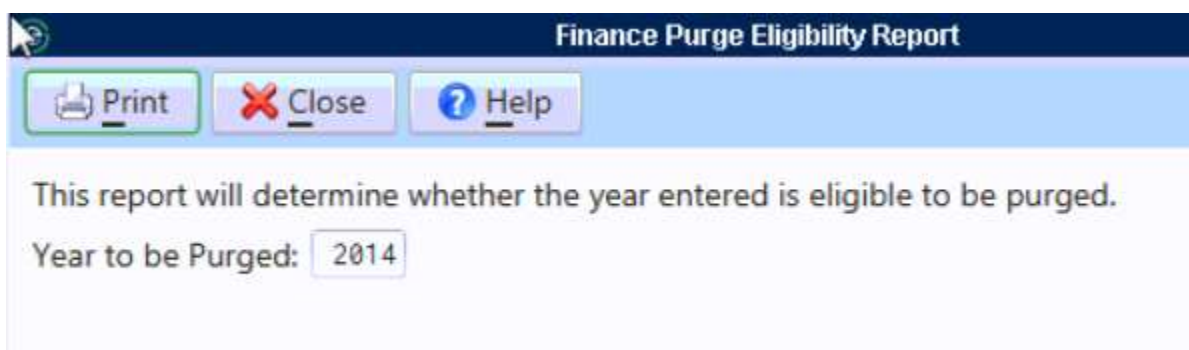 Finance Purge Eligibility Report
Print Close Help
This report will determine whether the year entered is eligible to be purged.
Year to be Purged: 2014